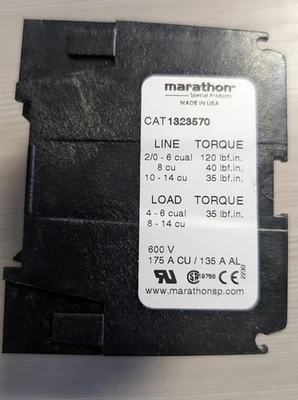 marathon
Special Products
MADE IN USA
CAT 1323570
LINE TORQUE
2/0 - 6 cual 120 lbf.in.
8 cu 40 lbf.in.
10 - 14 cu 35 lbf.in.
LOAD TORQUE
4 - 6 cual 35 lbf.in.
8 - 14 cu
600 V
175 A CU / 135 A AL
www.marathonsp.com